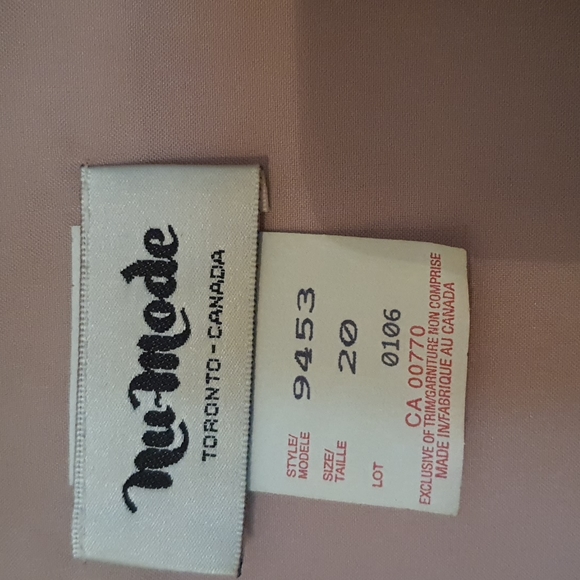 nu-mode
TORONTO-CANADA
STYLE/
MODELE 9453
SIZE/
TAILLE 20
LOT 0106
CA 00770
EXCLUSIVE OF TRIM/GARNITURE NON COMPRISE
MADE IN/FABRIQUE AU CANADA